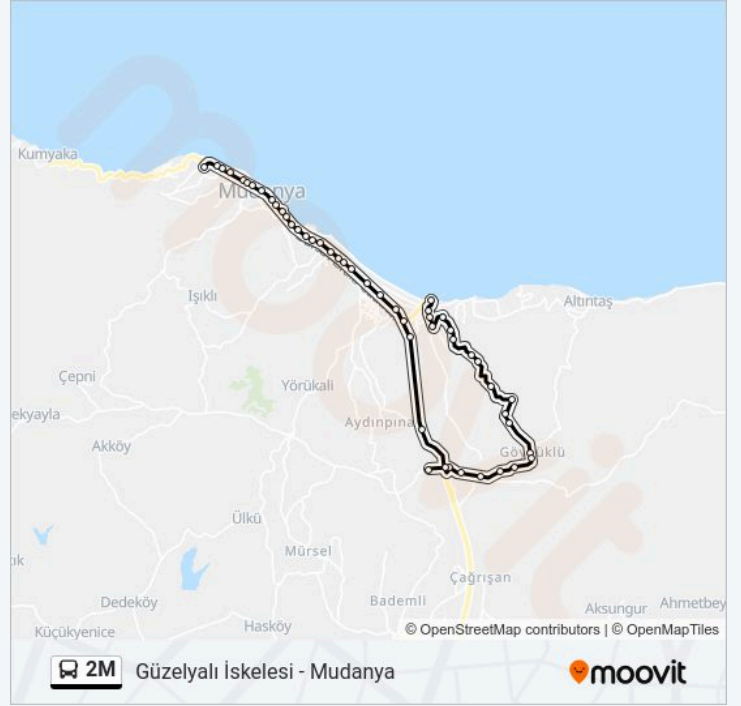 Kumyaka
Mudanya
Işıklı
Altıntaş
Çepni
Yörükali
ekyayla
Aydınpına
Akköy
Göynüklü
Ülkü
Mürsel
ık
Çağrışan
Dedeköy
Bademli
Aksungur
Ahmetbey
Küçükyenice
Hasköy
© OpenStreetMap contributors | © OpenMapTiles
2M Güzelyalı İskelesi - Mudanya
moovit